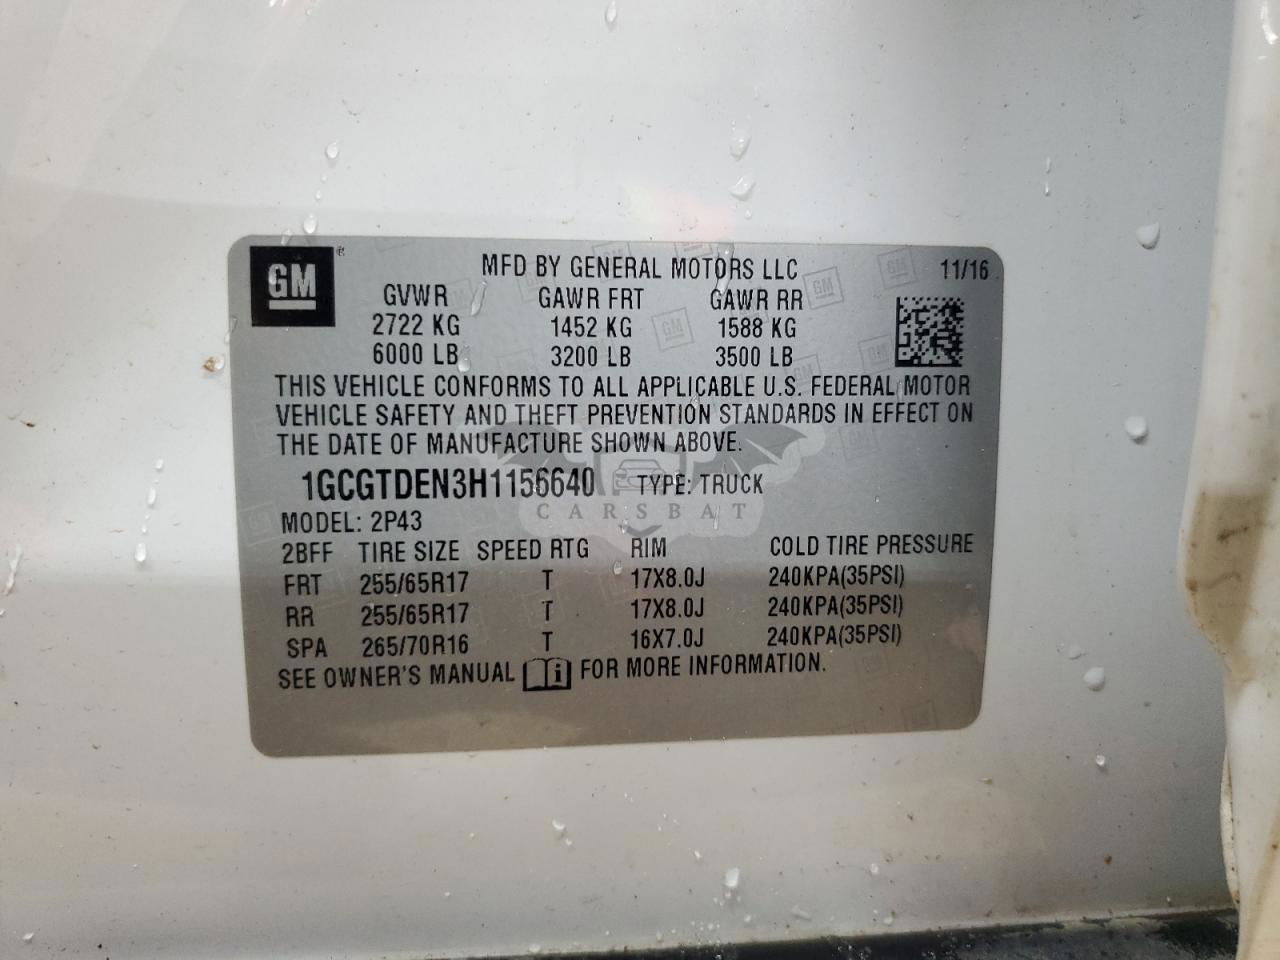 GM ®
MFD BY GENERAL MOTORS LLC 11/16
GVWR GAWR FRT GAWR RR
2722 KG 1452 KG 1588 KG
6000 LB 3200 LB 3500 LB
THIS VEHICLE CONFORMS TO ALL APPLICABLE U.S. FEDERAL MOTOR
VEHICLE SAFETY AND THEFT PREVENTION STANDARDS IN EFFECT ON
THE DATE OF MANUFACTURE SHOWN ABOVE.
1GCGTDEN3H1156640 TYPE: TRUCK
CARSBAT
MODEL: 2P43
2BFF TIRE SIZE SPEED RTG RIM COLD TIRE PRESSURE
FRT 255/65R17 T 17X8.0J 240KPA(35PSI)
RR 255/65R17 T 17X8.0J 240KPA(35PSI)
SPA 265/70R16 T 16X7.0J 240KPA(35PSI)
SEE OWNER'S MANUAL i FOR MORE INFORMATION.